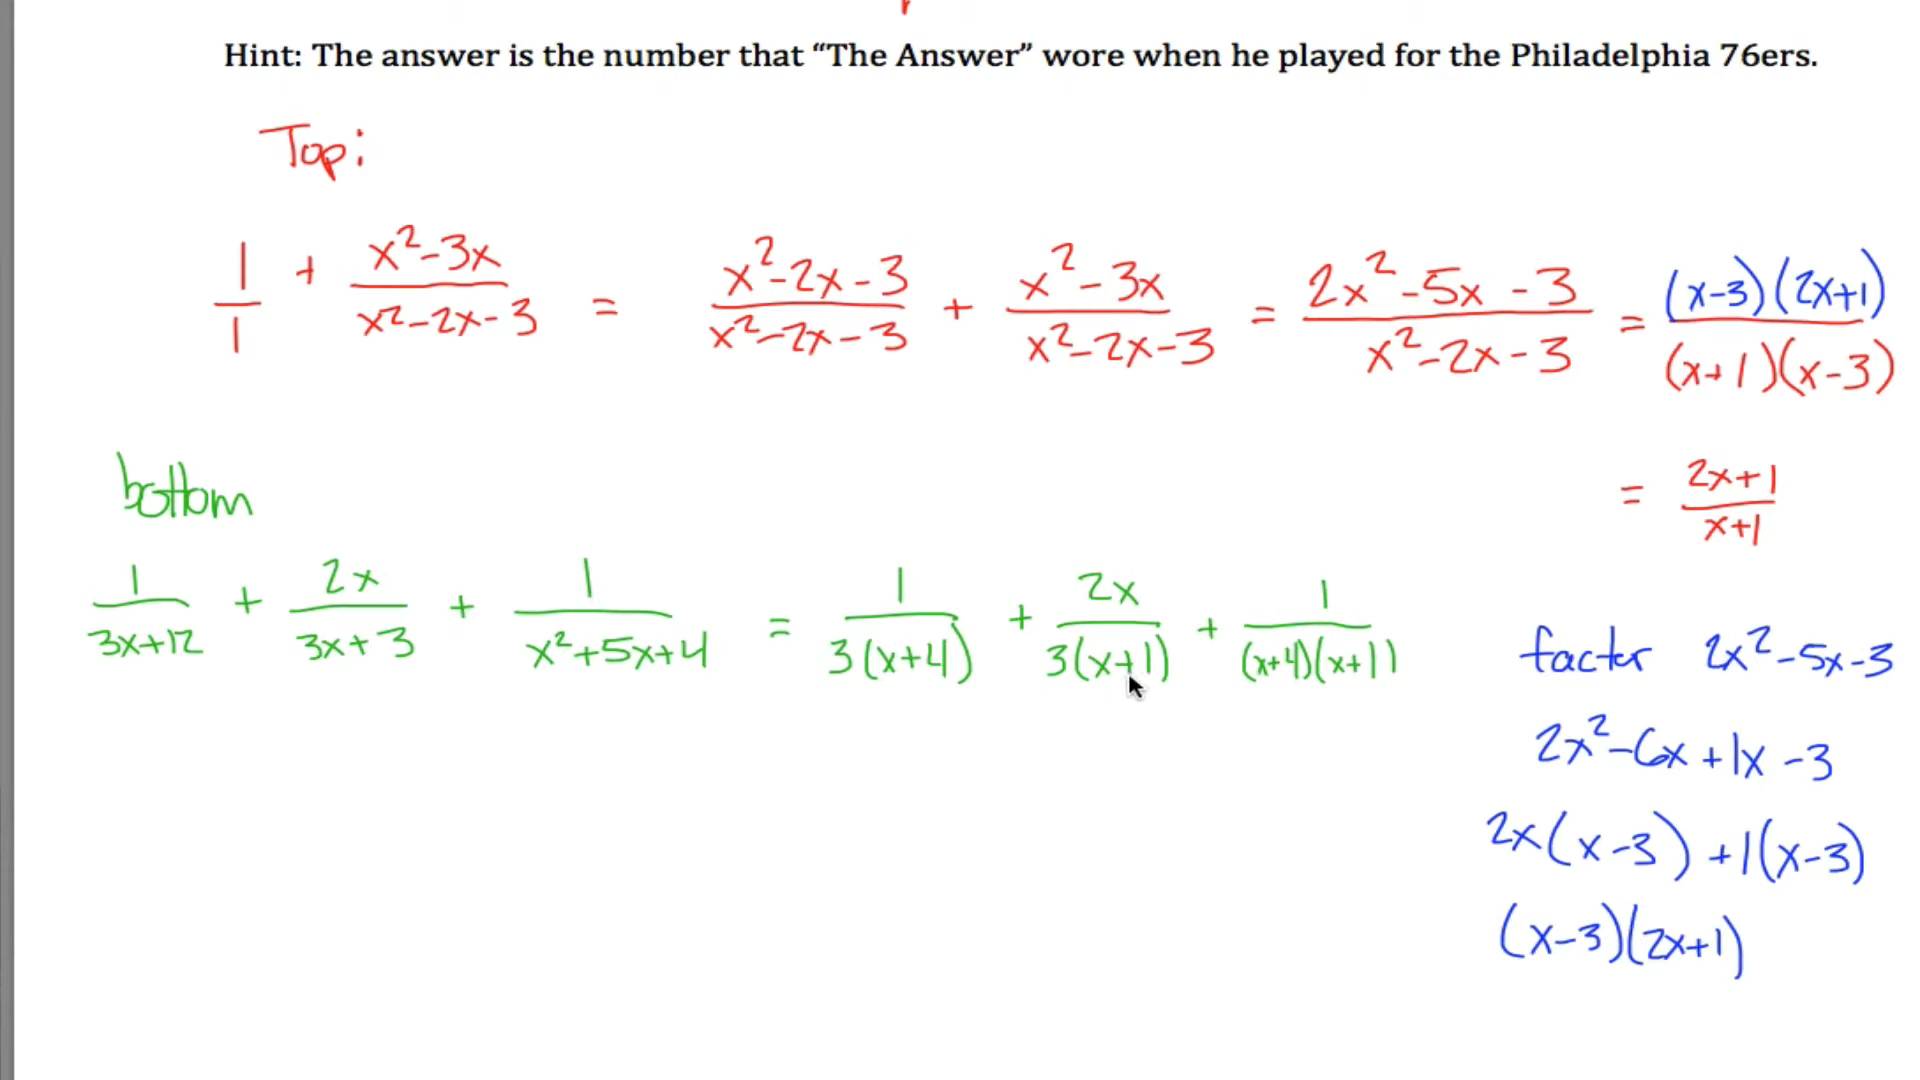 Hint: The answer is the number that “The Answer” wore when he played for the Philadelphia 76ers.
Top:
1/1 + (x²-3x)/(x²-2x-3) = (x²-2x-3)/(x²-2x-3) + (x²-3x)/(x²-2x-3) = (2x²-5x-3)/(x²-2x-3) = (x-3)(2x+1)/(x+1)(x-3)
= (2x+1)/(x+1)
bottom
1/(3x+12) + 2x/(3x+3) + 1/(x²+5x+4) = 1/3(x+4) + 2x/3(x+1) + 1/(x+4)(x+1)
factor 2x²-5x-3
2x²-6x+1x-3
2x(x-3)+1(x-3)
(x-3)(2x+1)